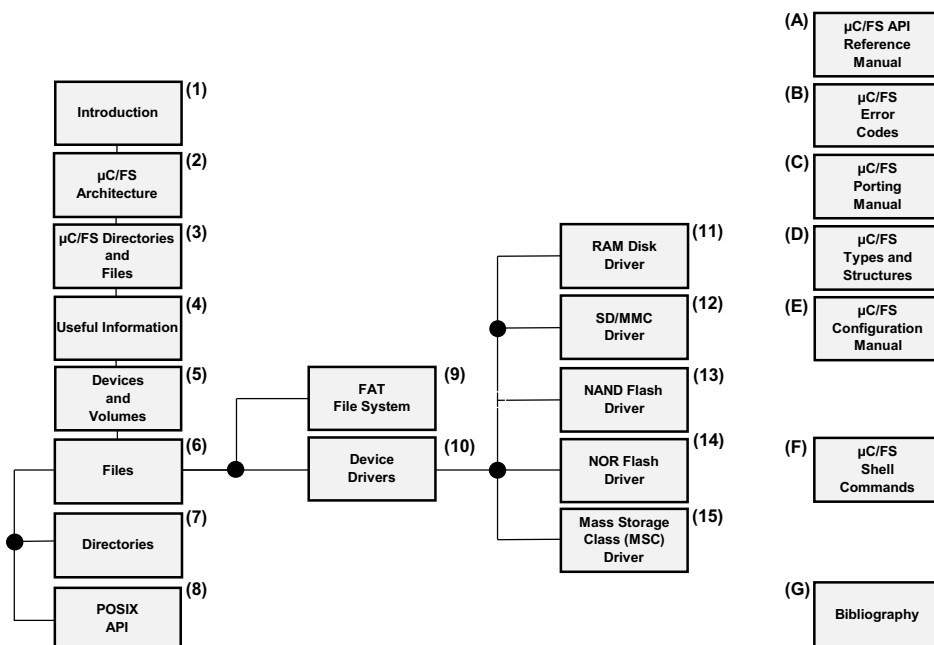 (1)
Introduction
(2)
µC/FS
Architecture
(3)
µC/FS Directories
and
Files
(4)
Useful Information
(5)
Devices
and
Volumes
(6)
Files
(7)
Directories
(8)
POSIX
API
(9)
FAT
File System
(10)
Device
Drivers
(11)
RAM Disk
Driver
(12)
SD/MMC
Driver
(13)
NAND Flash
Driver
(14)
NOR Flash
Driver
(15)
Mass Storage
Class (MSC)
Driver
(A)
µC/FS API
Reference
Manual
(B)
µC/FS
Error
Codes
(C)
µC/FS
Porting
Manual
(D)
µC/FS
Types and
Structures
(E)
µC/FS
Configuration
Manual
(F)
µC/FS
Shell
Commands
(G)
Bibliography